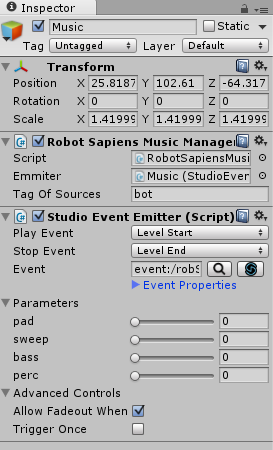 Inspector
Music Static
Tag Untagged Layer Default
Transform
Position X 25.8187 Y 102.61 Z -64.317
Rotation X 0 Y 0 Z 0
Scale X 1.41999 Y 1.41999 Z 1.41999
Robot Sapiens Music Manager
Script RobotSapiensMusi
Emmiter Music (StudioEven
Tag Of Sources bot
Studio Event Emitter (Script)
Play Event Level Start
Stop Event Level End
Event event:/robS
Event Properties
Parameters
pad 0
sweep 0
bass 0
perc 0
Advanced Controls
Allow Fadeout When
Trigger Once